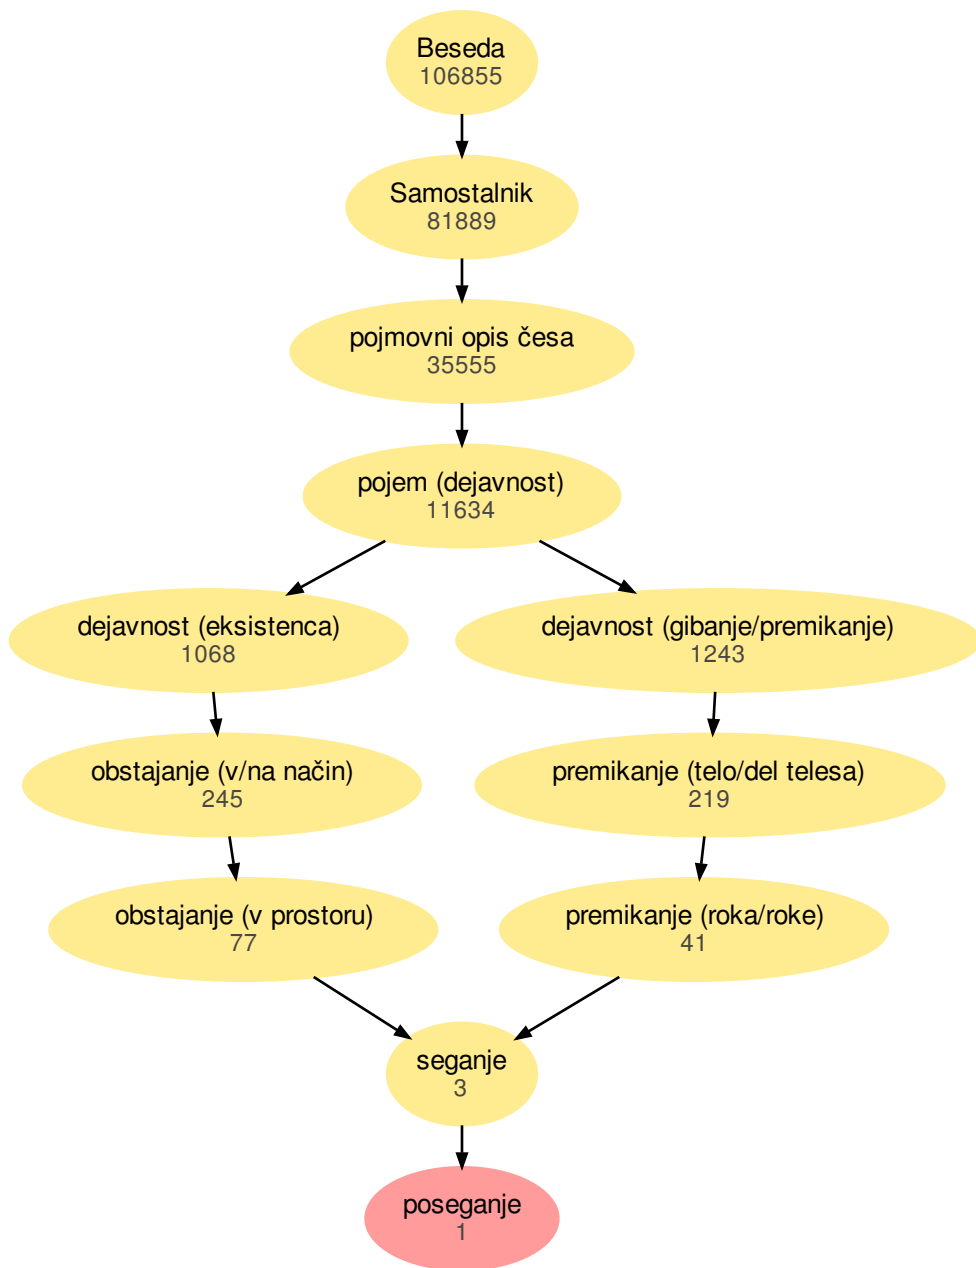 Beseda
106855
Samostalnik
81889
pojmovni opis česa
35555
pojem (dejavnost)
11634
dejavnost (eksistenca)
1068
dejavnost (gibanje/premikanje)
1243
obstajanje (v/na način)
245
premikanje (telo/del telesa)
219
obstajanje (v prostoru)
77
premikanje (roka/roke)
41
seganje
3
poseganje
1